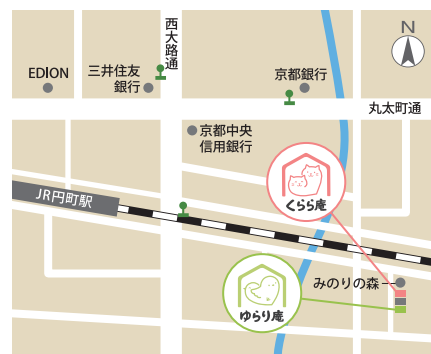 西大路通
N
EDION
三井住友
銀行
京都銀行
丸太町通
京都中央
信用銀行
くらら庵
JR円町駅
みのりの森
ゆらり庵